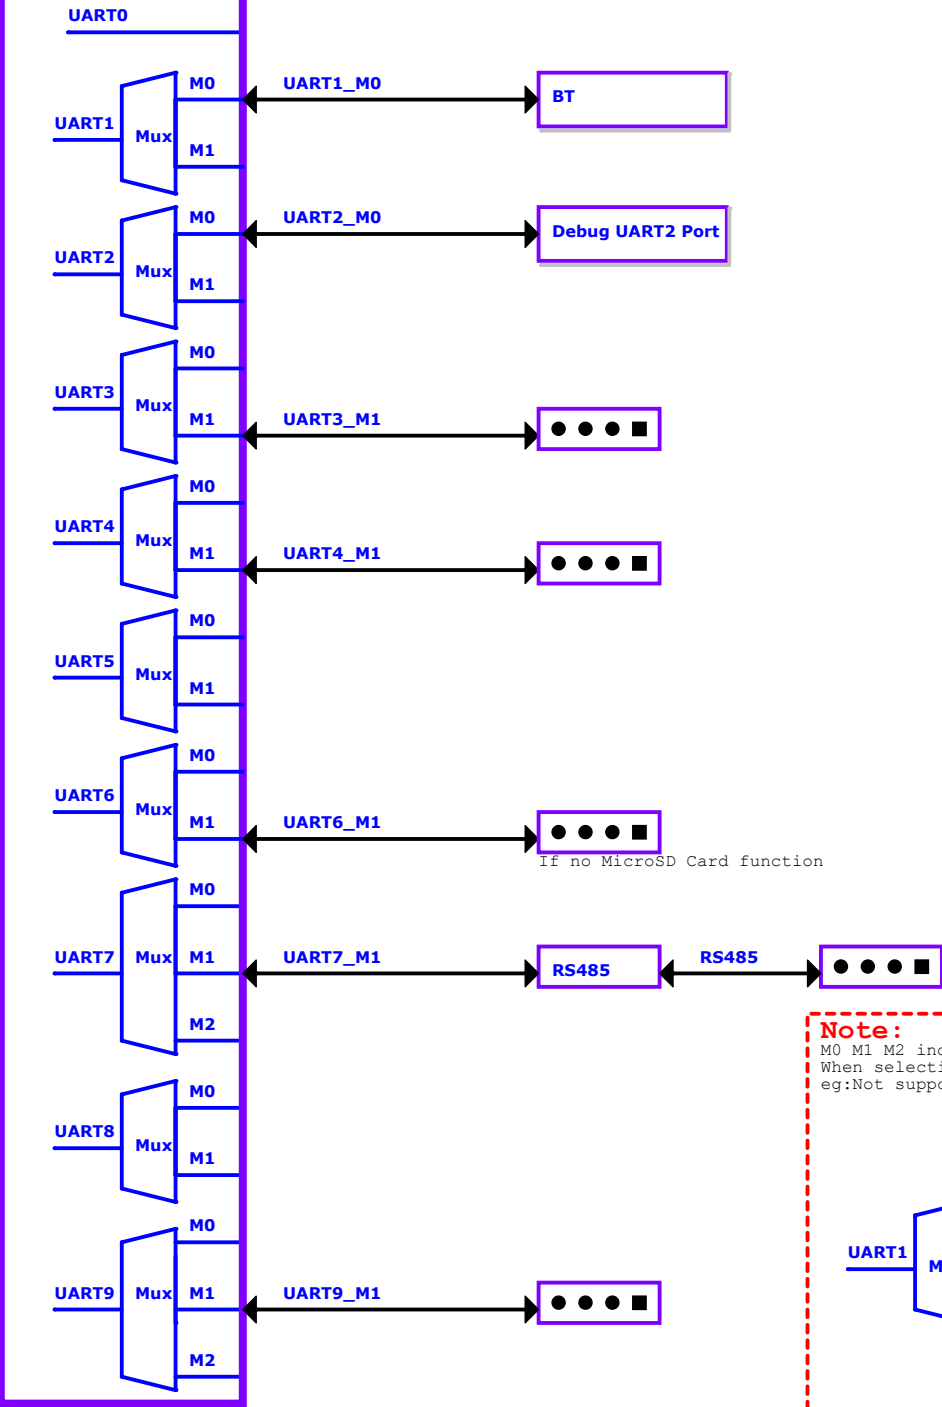 UART0
M0 UART1_M0 BT
UART1 Mux
M1
M0 UART2_M0 Debug UART2 Port
UART2 Mux
M1
M0
UART3 Mux
M1 UART3_M1
M0
UART4 Mux
M1 UART4_M1
M0
UART5 Mux
M1
M0
UART6 Mux
M1 UART6_M1
If no MicroSD Card function
M0
UART7 Mux M1 UART7_M1 RS485 RS485
M2
Note:
M0 M1 M2
When
eg:Not
M0
UART8 Mux
M1
M0
UART1
UART9 Mux M1 UART9_M1
M2